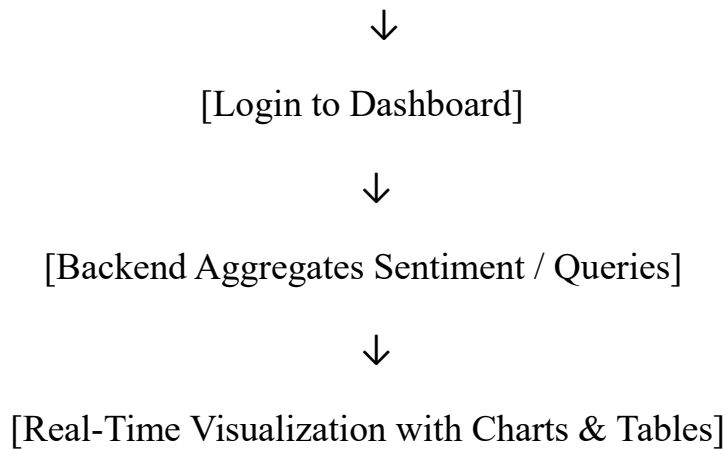 ↓
[Login to Dashboard]
↓
[Backend Aggregates Sentiment / Queries]
↓
[Real-Time Visualization with Charts & Tables]